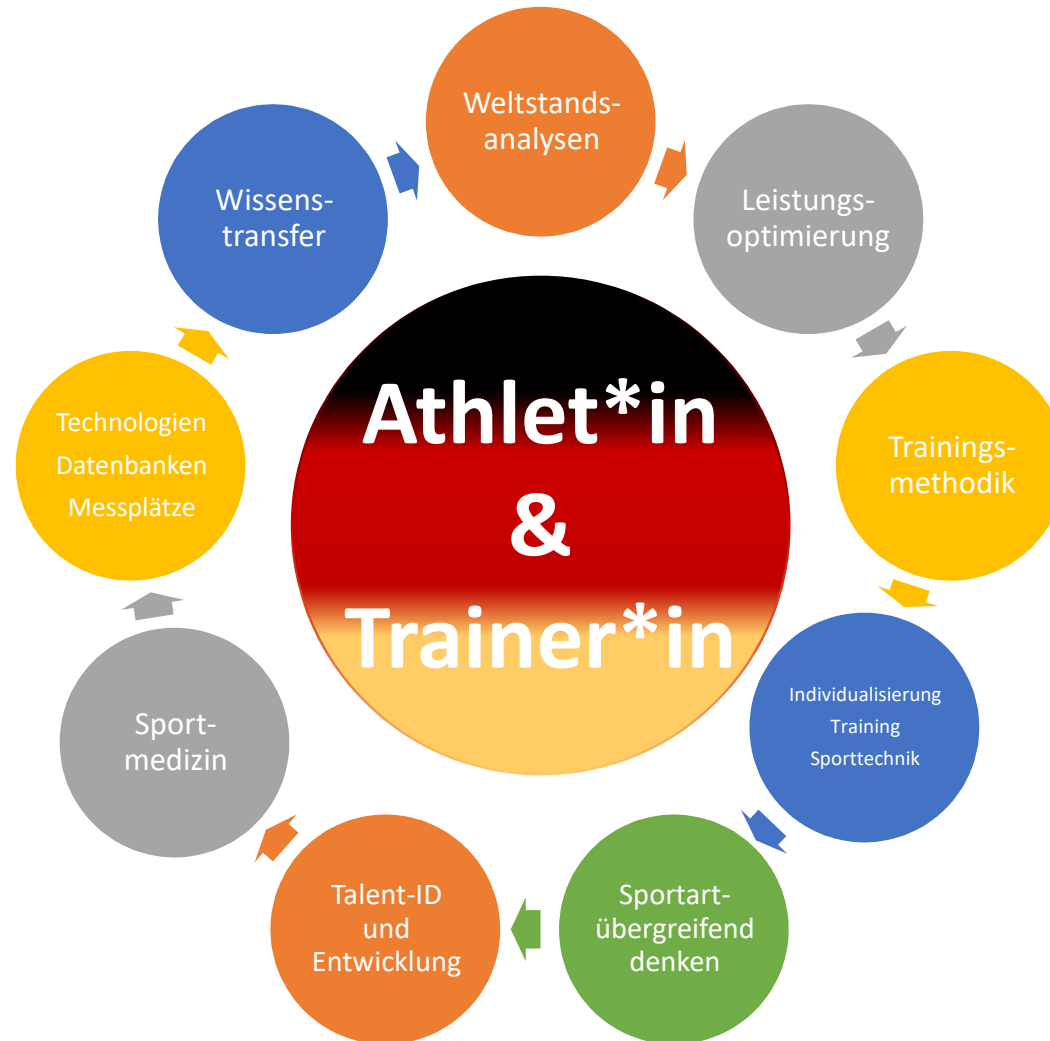 Weltstands-
analysen
Leistungs-
optimierung
Trainings-
methodik
Individualisierung
Training
Sporttechnik
Sportart-
übergreifend
denken
Talent-ID
und
Entwicklung
Sport-
medizin
Technologien
Datenbanken
Messplätze
Wissens-
transfer
Athlet*in
&
Trainer*in